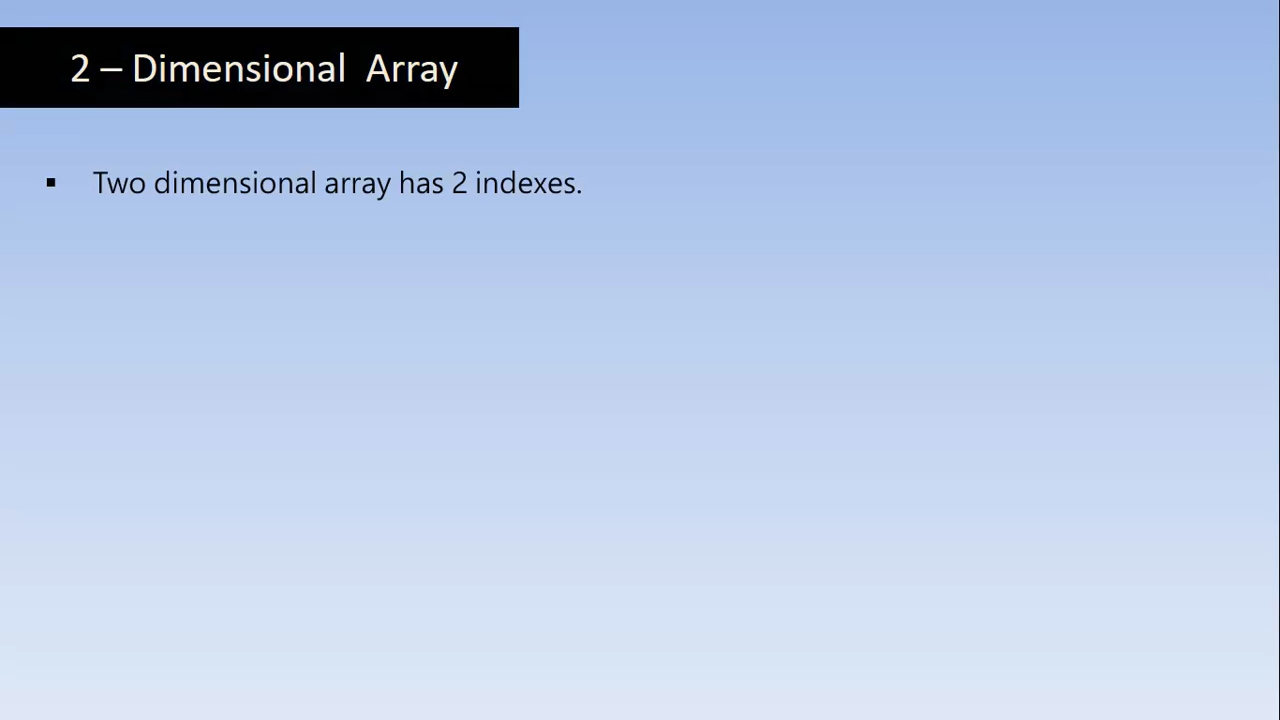 2 – Dimensional Array
▪ Two dimensional array has 2 indexes.